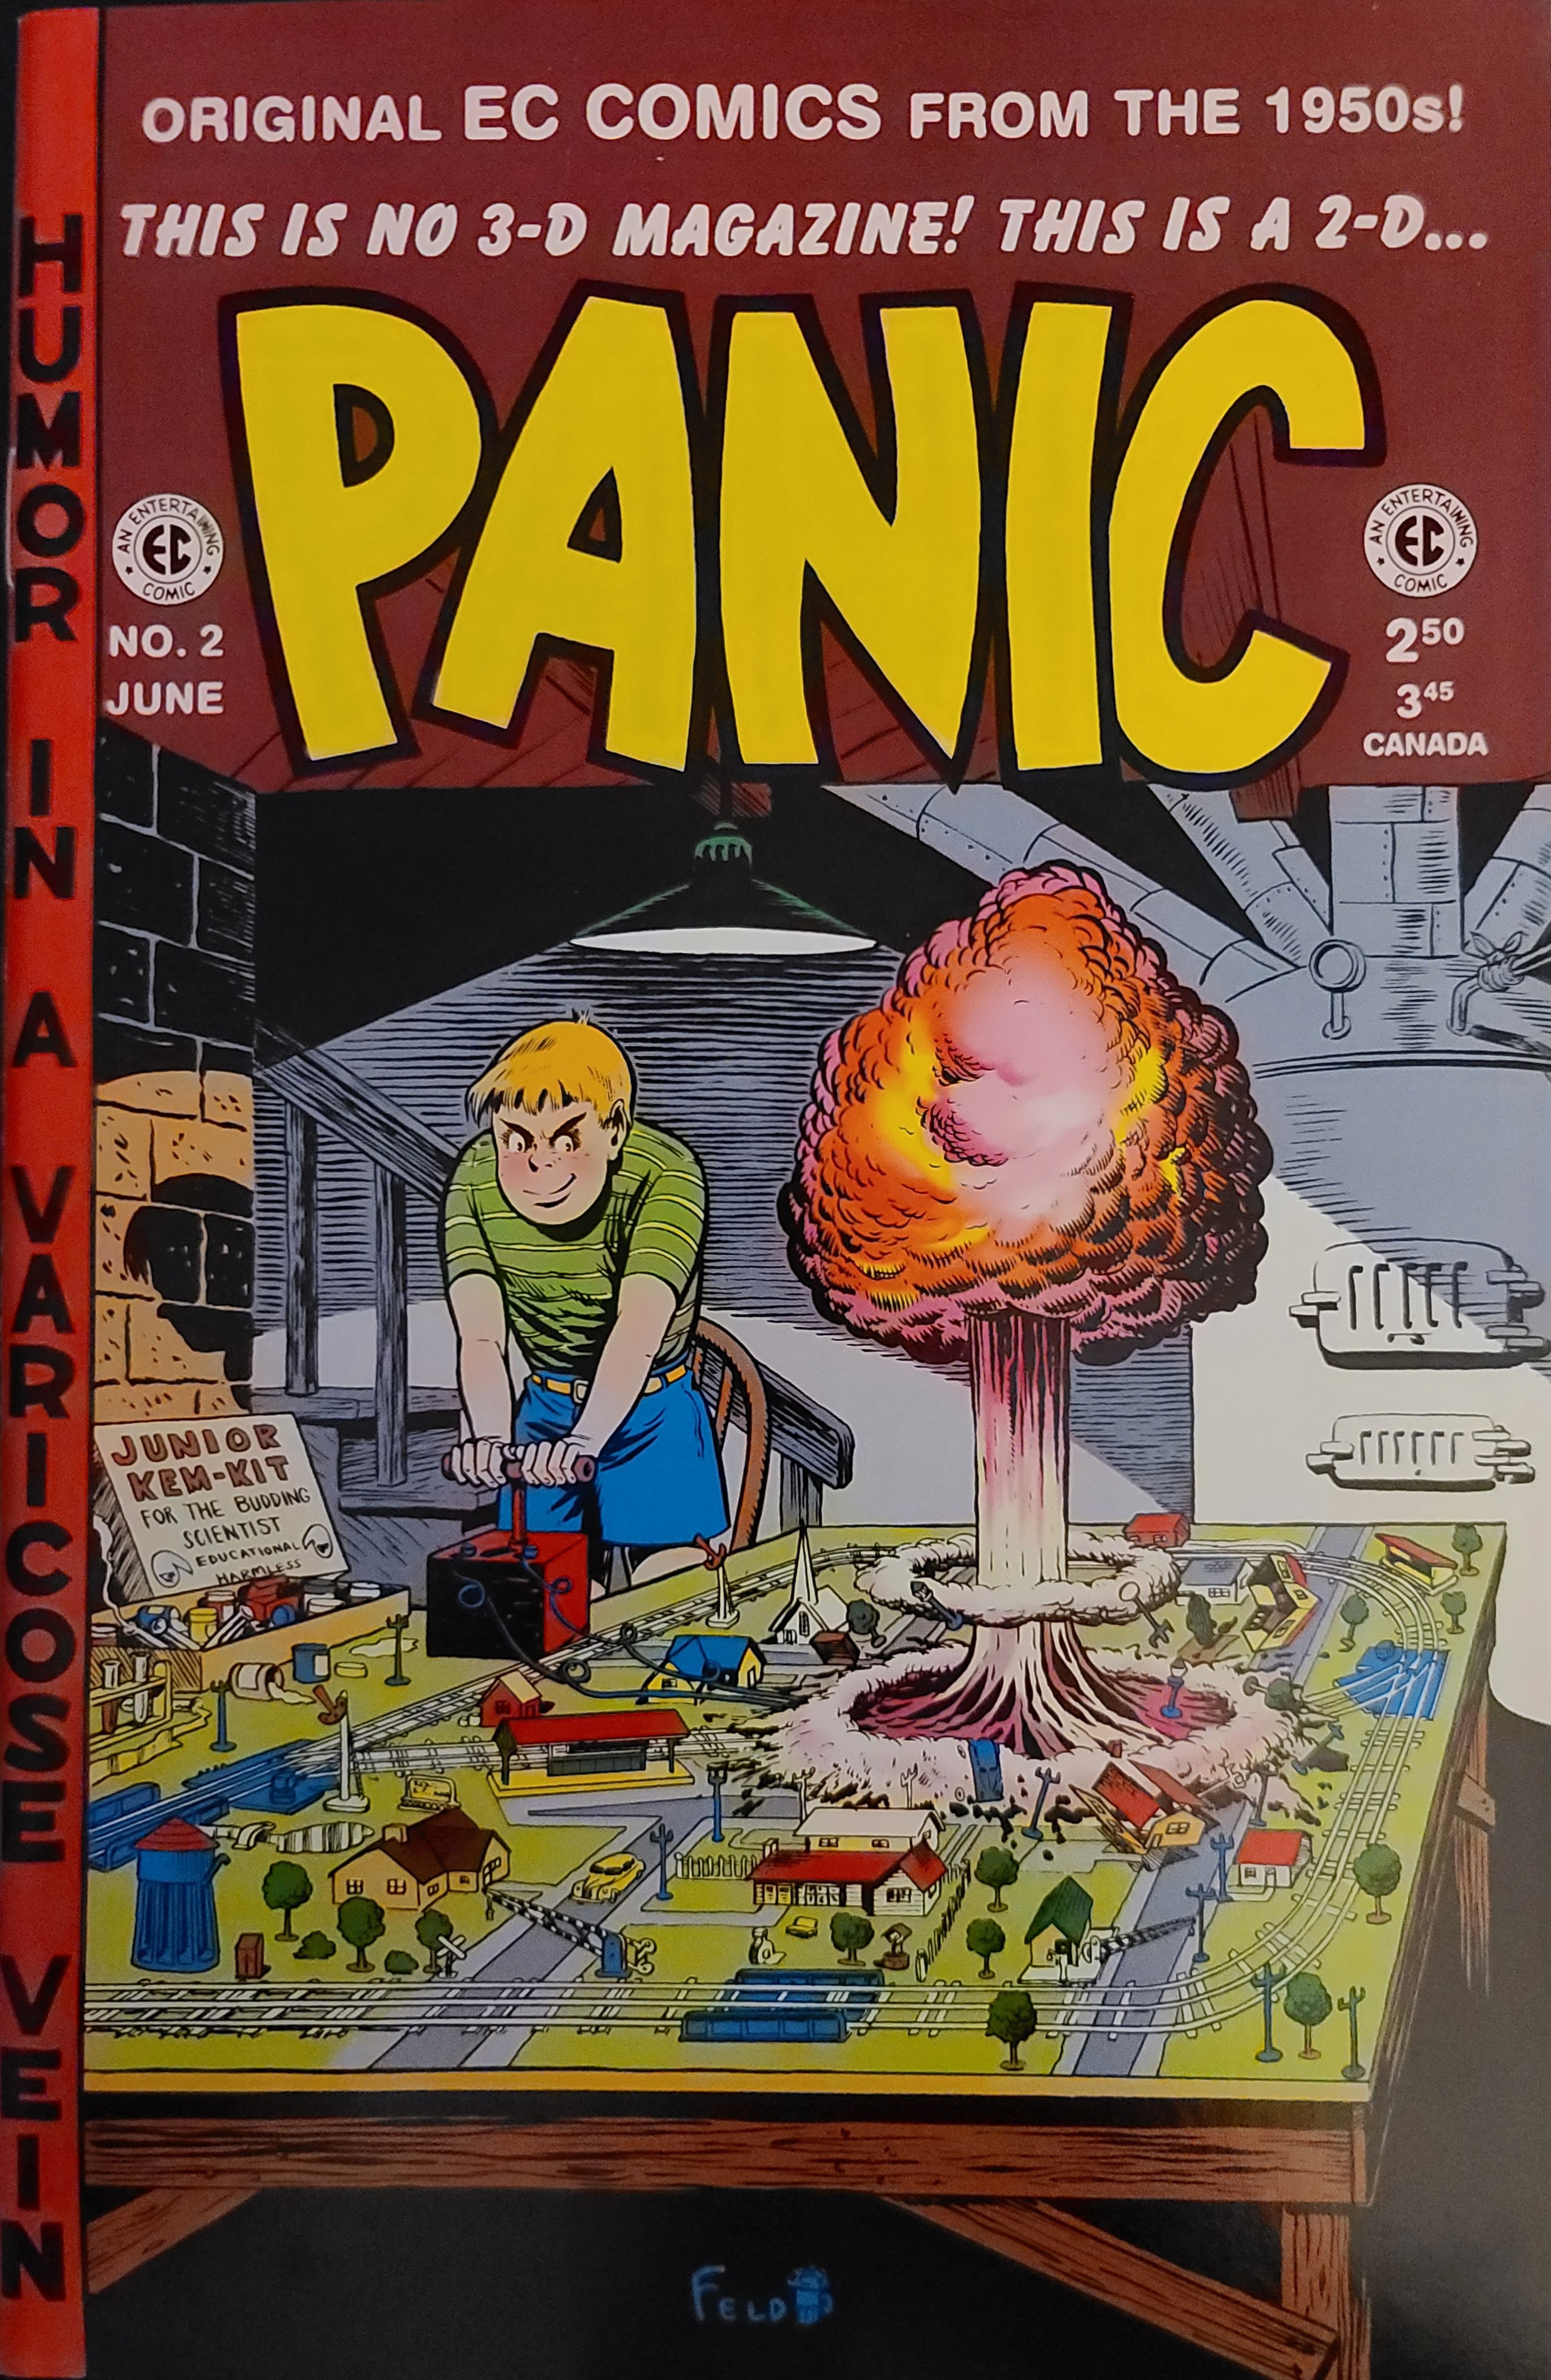 ORIGINAL EC COMICS FROM THE 1950s!
THIS IS NO 3-D MAGAZINE! THIS IS A 2-D...
PANIC
HUMOR IN A VARICOSE VEIN
AN ENTERTAINING
EC
COMIC
NO. 2
JUNE
AN ENTERTAINING
EC
COMIC
2 50
3 45
CANADA
JUNIOR
KEM-KIT
FOR THE BUDDING
SCIENTIST
EDUCATIONAL
HARMLESS
FELD